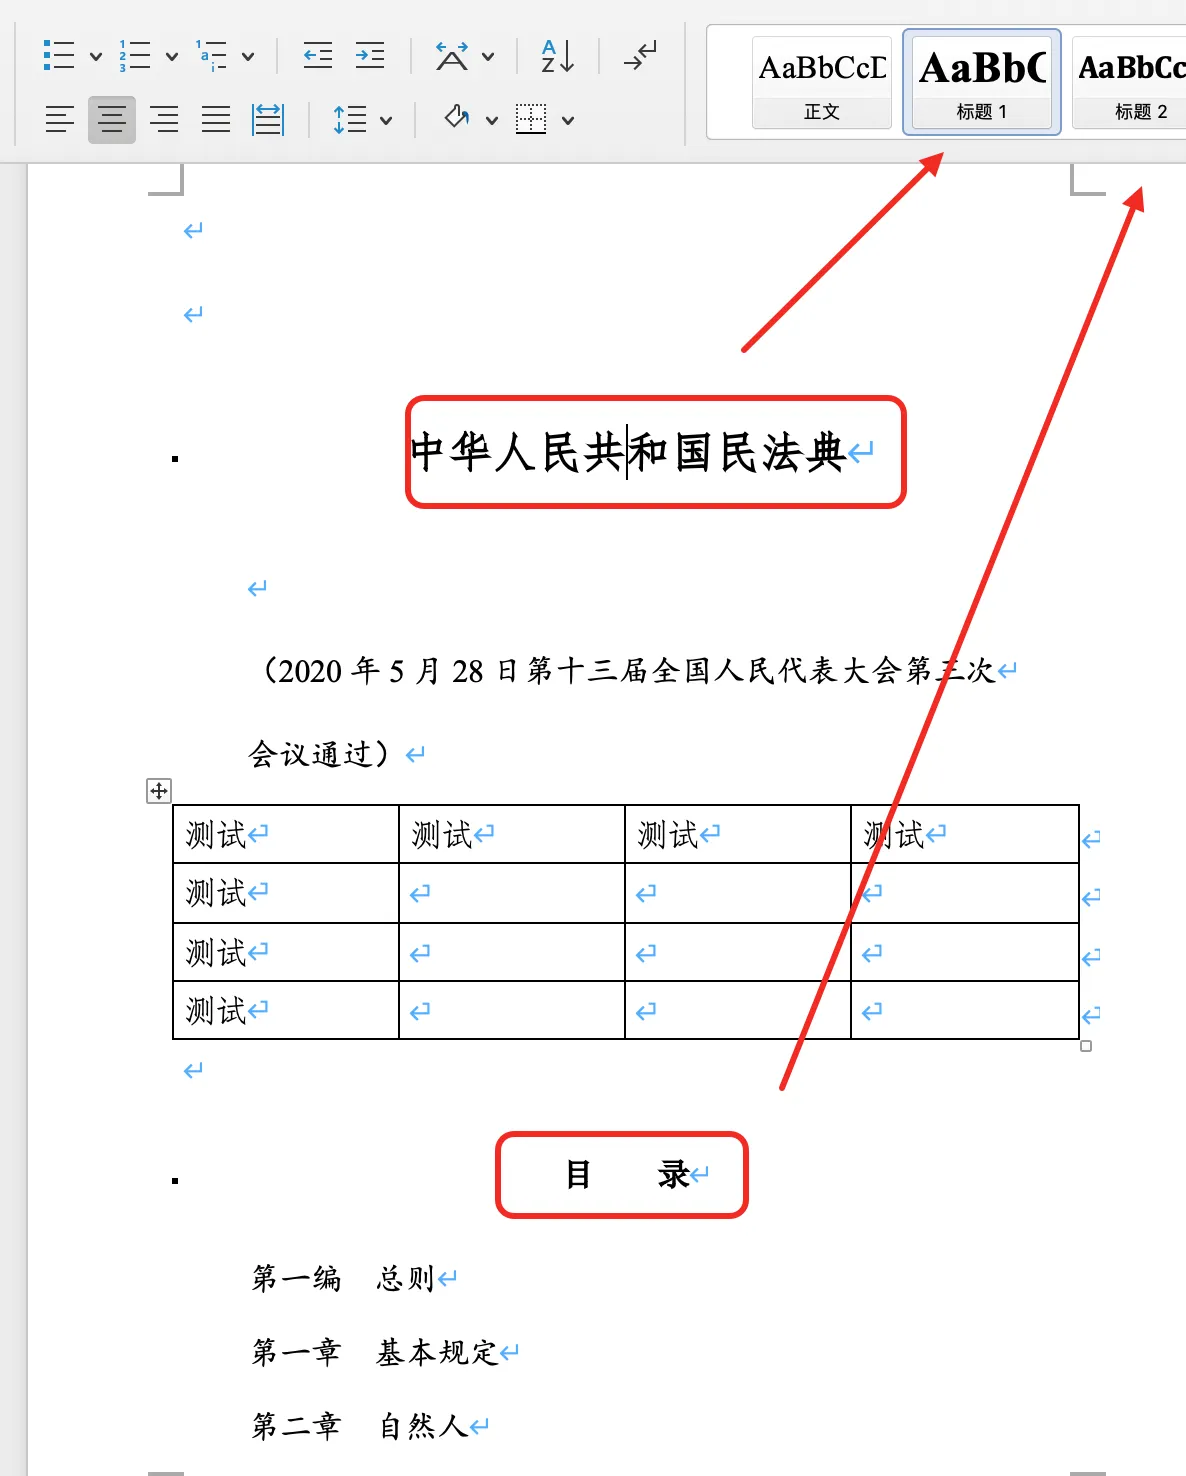 AaBbCcD
AaBbC
AaBbCc
正文
标题 1
标题 2
中华人民共和国民法典
（2020 年 5 月 28 日第十三届全国人民代表大会第三次
会议通过）
测试 测试 测试 测试
测试
测试
测试
目　　录
第一编　总则
第一章　基本规定
第二章　自然人